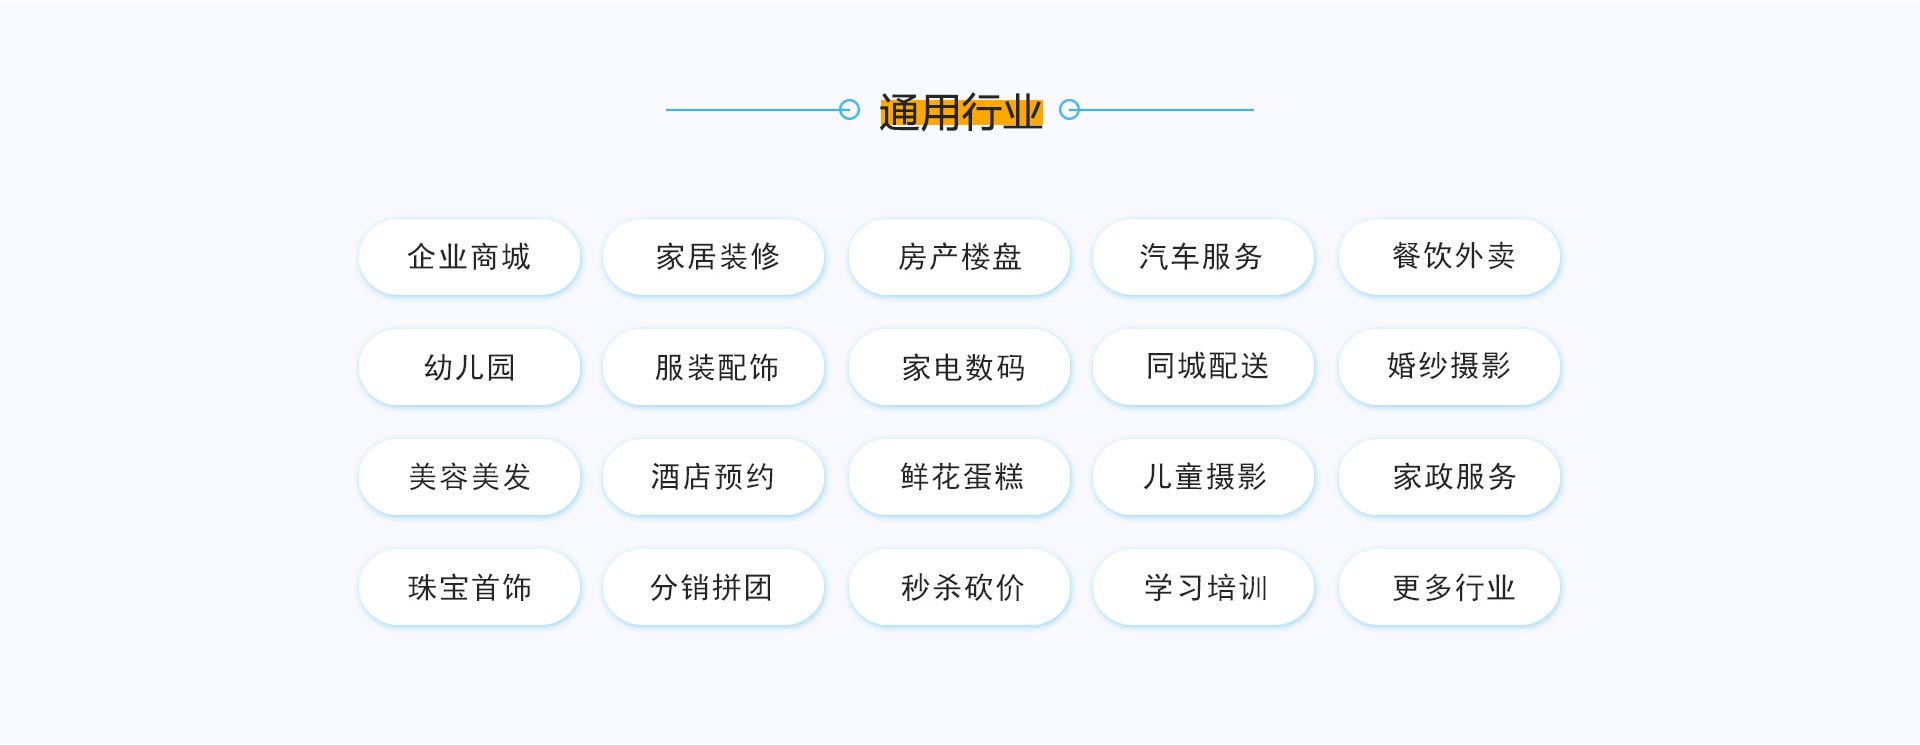 通用行业
企业商城 家居装修 房产楼盘 汽车服务 餐饮外卖
幼儿园 服装配饰 家电数码 同城配送 婚纱摄影
美容美发 酒店预约 鲜花蛋糕 儿童摄影 家政服务
珠宝首饰 分销拼团 秒杀砍价 学习培训 更多行业